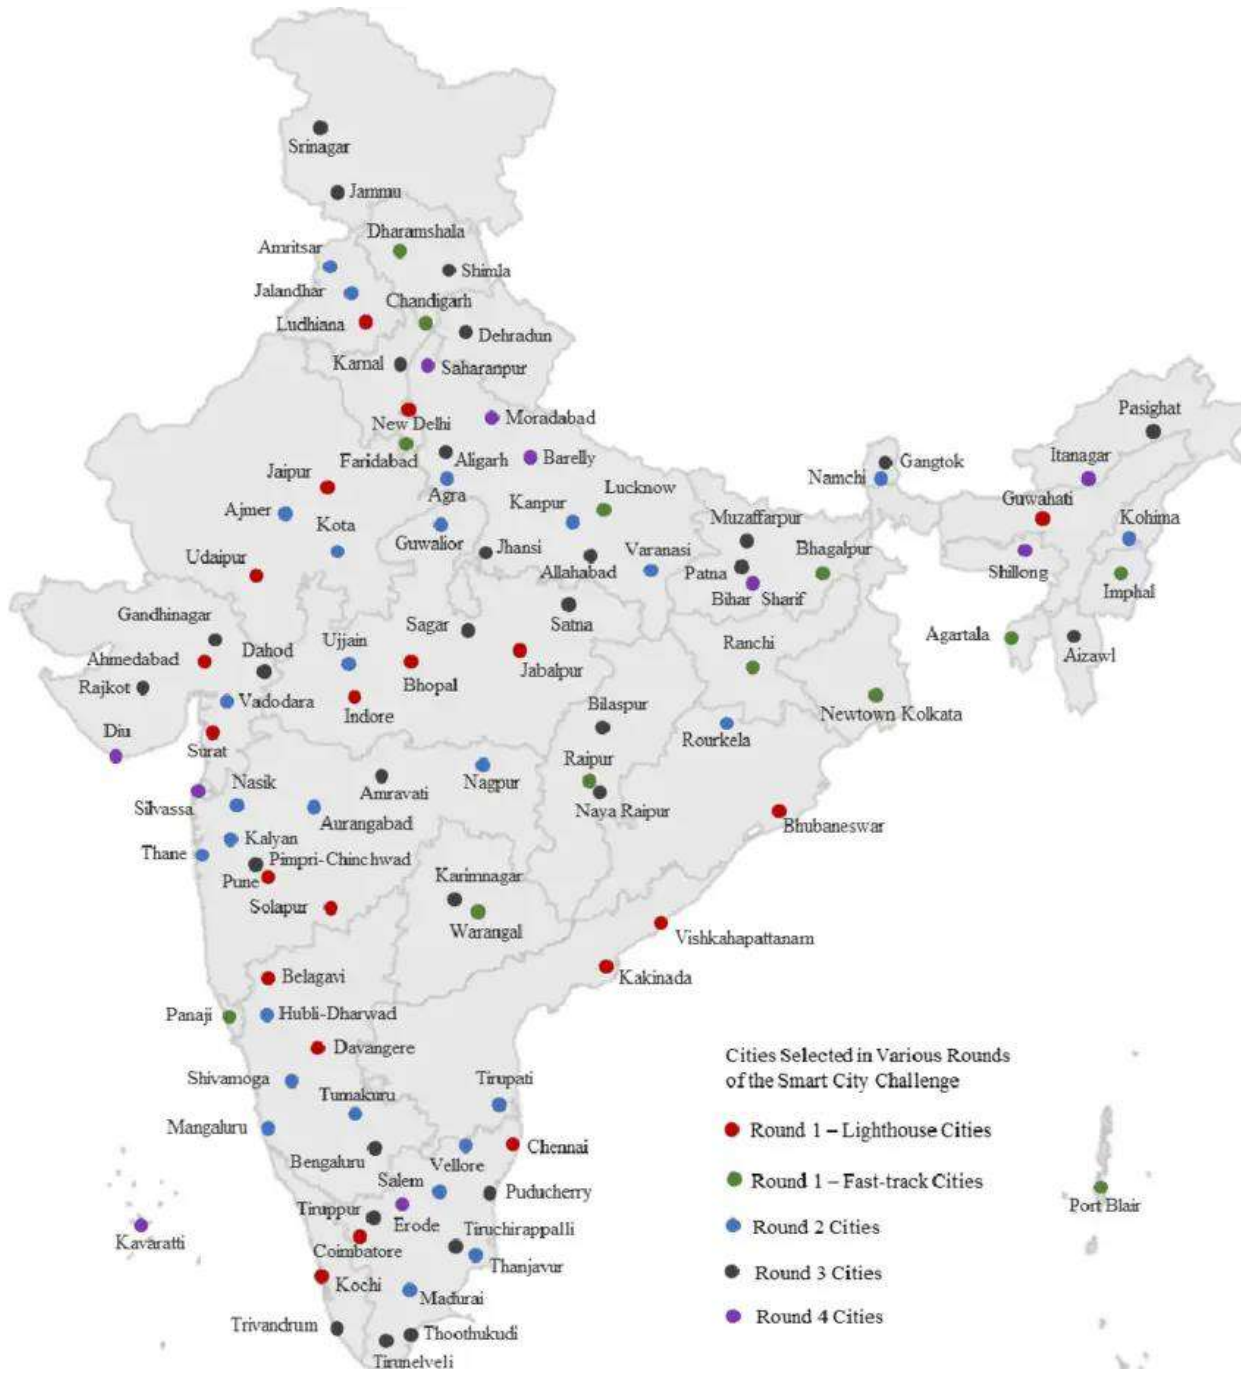 Srinagar
Jammu
Dharamshala
Amritsar
Shimla
Jalandhar
Chandigarh
Ludhiana
Dehradun
Karnal
Saharanpur
New Delhi
Moradabad
Pasighat
Faridabad
Aligarh
Barelly
Gangtok
Itanagar
Jaipur
Agra
Lucknow
Namchi
Guwahati
Ajmer
Kota
Kanpur
Muzaffarpur
Kohima
Guwalior
Jhansi
Varanasi
Bhagalpur
Udaipur
Allahabad
Patna
Shillong
Bihar Sharif
Imphal
Gandhinagar
Sagar
Satna
Ujjain
Ranchi
Agartala
Dahod
Aizawl
Ahmedabad
Bhopal
Jabalpur
Rajkot
Vadodara
Indore
Bilaspur
Newtown Kolkata
Diu
Surat
Rourkela
Nasik
Nagpur
Raipur
Amravati
Silvassa
Aurangabad
Naya Raipur
Bhubaneswar
Kalyan
Thane
Pimpri-Chinchwad
Pune
Karimnagar
Solapur
Warangal
Vishkahapattanam
Belagavi
Kakinada
Panaji
Hubli-Dharwad
Davangere
Shivamoga
Tumakuru
Tirupati
Mangaluru
Chennai
Bengaluru
Vellore
Salem
Puducherry
Tiruppur
Erode
Tiruchirappalli
Kavaratti
Coimbatore
Thanjavur
Kochi
Madurai
Trivandrum
Thoothukudi
Tirunelveli
Port Blair
Cities Selected in Various Rounds
of the Smart City Challenge
Round 1 – Lighthouse Cities
Round 1 – Fast-track Cities
Round 2 Cities
Round 3 Cities
Round 4 Cities